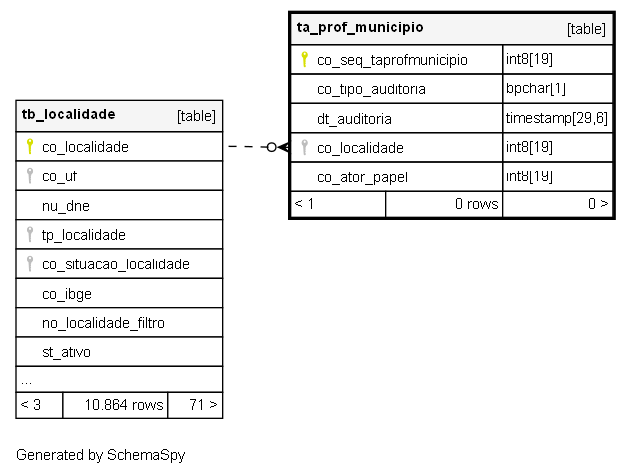 ta_prof_municipio [table]
co_seq_taprofmunicipio int8[19]
co_tipo_auditoria bpchar[1]
dt_auditoria timestamp[29,6]
co_localidade int8[19]
co_ator_papel int8[19]
< 1 0 rows 0 >
tb_localidade [table]
co_localidade
co_uf
nu_dne
tp_localidade
co_situacao_localidade
co_ibge
no_localidade_filtro
st_ativo
...
< 3 10.864 rows 71 >
Generated by SchemaSpy